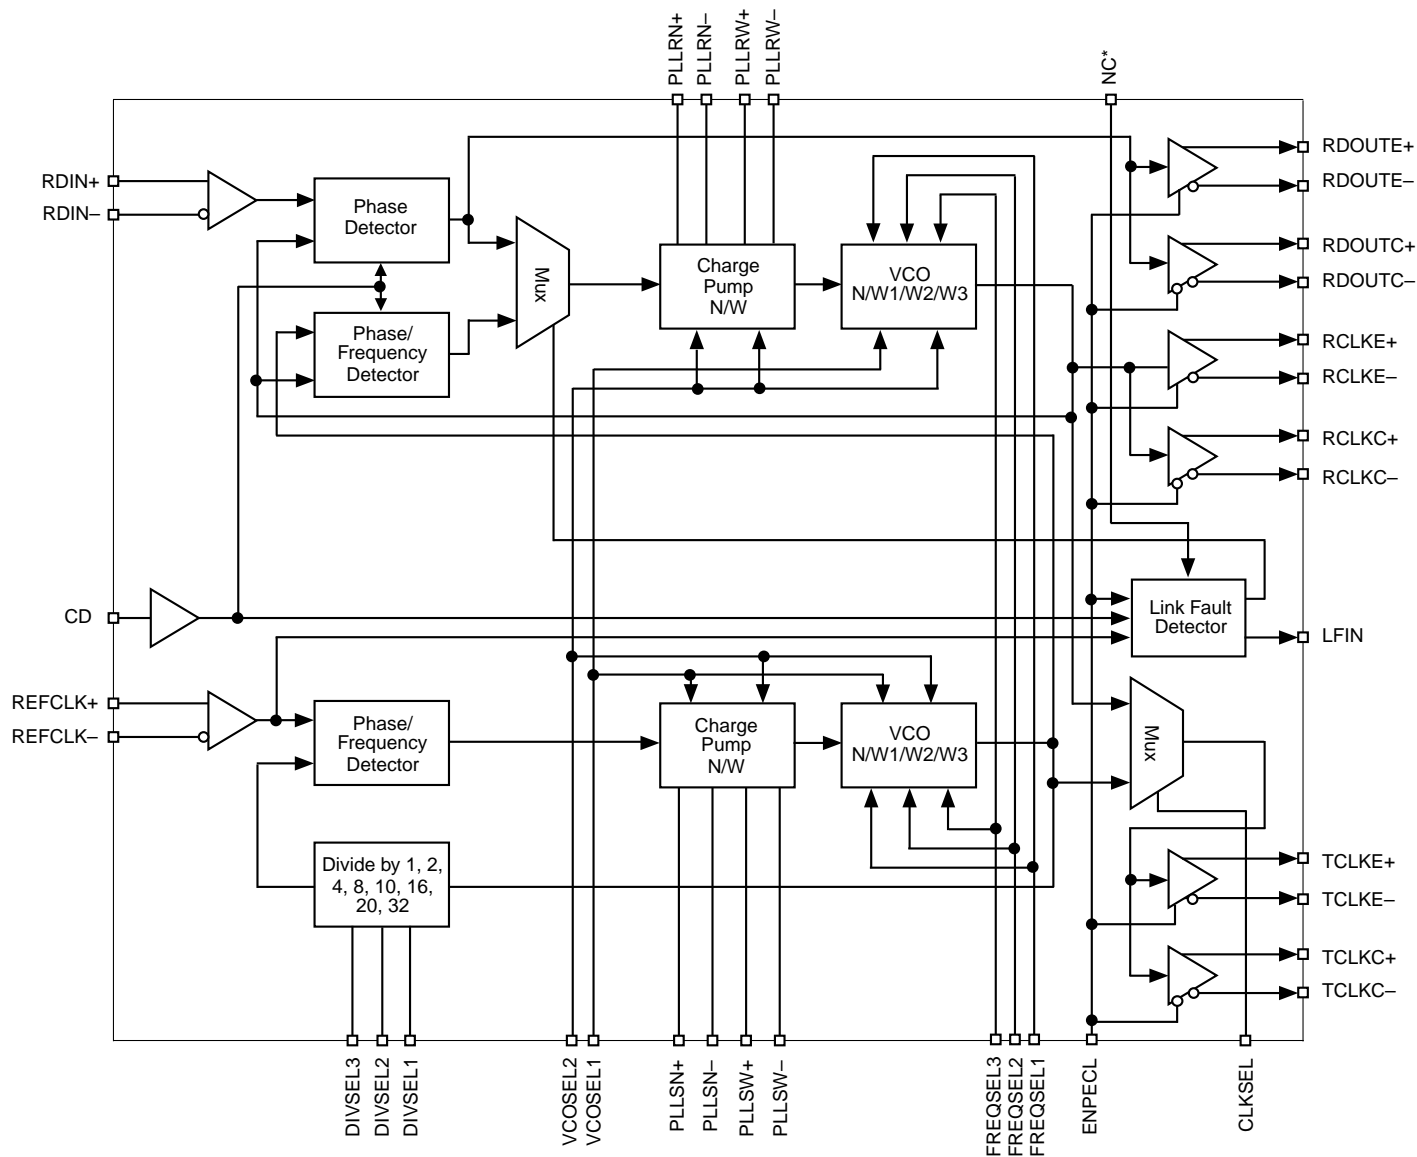 PLLRN+
PLLRN–
PLLRW+
PLLRW–
NC*
RDIN+
RDIN–
Phase
Detector
Phase/
Frequency
Detector
Mux
Charge
Pump
N/W
VCO
N/W1/W2/W3
RDOUTE+
RDOUTE–
RDOUTC+
RDOUTC–
RCLKE+
RCLKE–
RCLKC+
RCLKC–
CD
Link Fault
Detector
LFIN
REFCLK+
REFCLK–
Phase/
Frequency
Detector
Charge
Pump
N/W
VCO
N/W1/W2/W3
Mux
Divide by 1, 2,
4, 8, 10, 16,
20, 32
TCLKE+
TCLKE–
TCLKC+
TCLKC–
DIVSEL3
DIVSEL2
DIVSEL1
VCOSEL2
VCOSEL1
PLLSN+
PLLSN–
PLLSW+
PLLSW–
FREQSEL3
FREQSEL2
FREQSEL1
ENPECL
CLKSEL